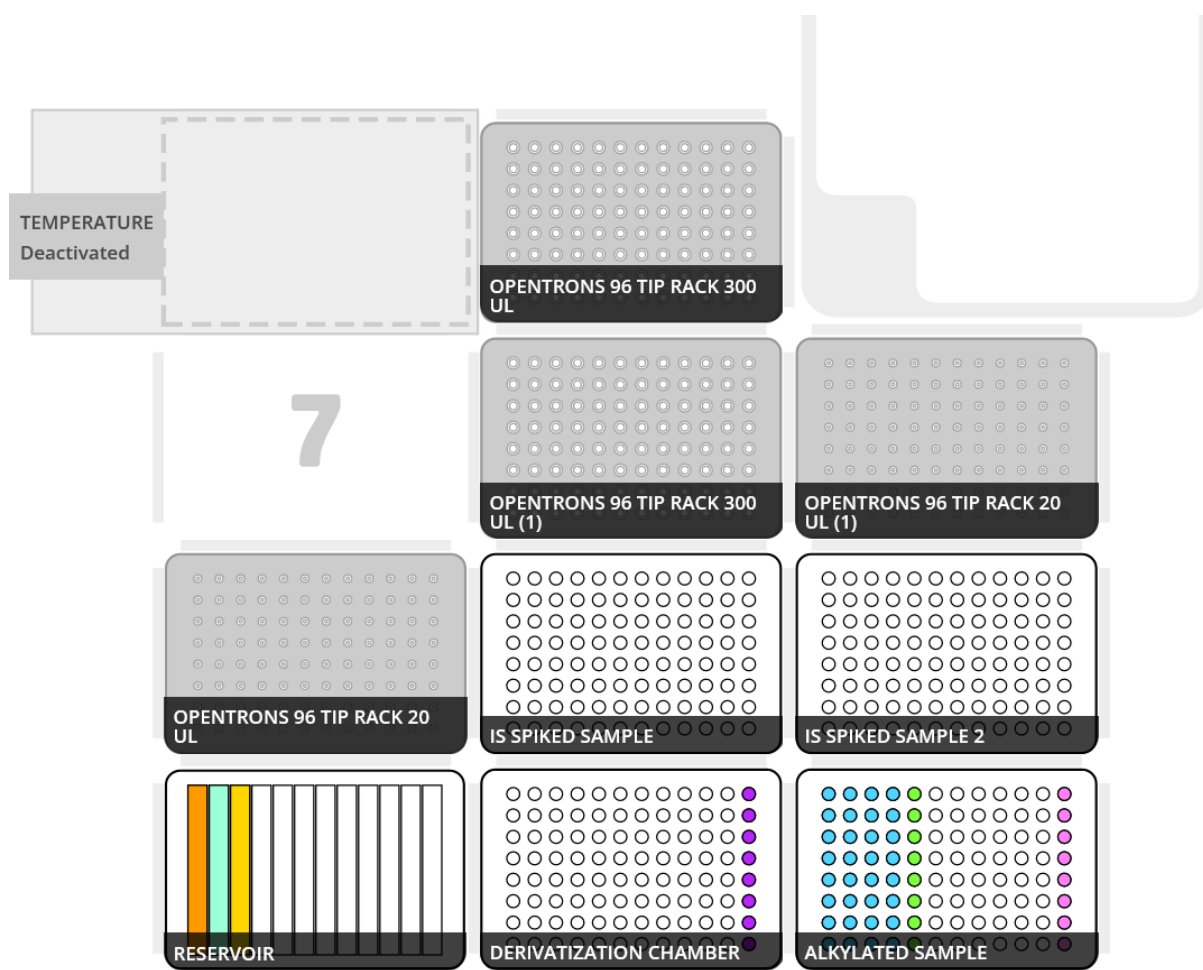 TEMPERATURE
Deactivated
OPENTRONS 96 TIP RACK 300
UL
7
OPENTRONS 96 TIP RACK 300
UL (1)
OPENTRONS 96 TIP RACK 20
UL (1)
OPENTRONS 96 TIP RACK 20
UL
IS SPIKED SAMPLE
IS SPIKED SAMPLE 2
RESERVOIR
DERIVATIZATION CHAMBER
ALKYLATED SAMPLE